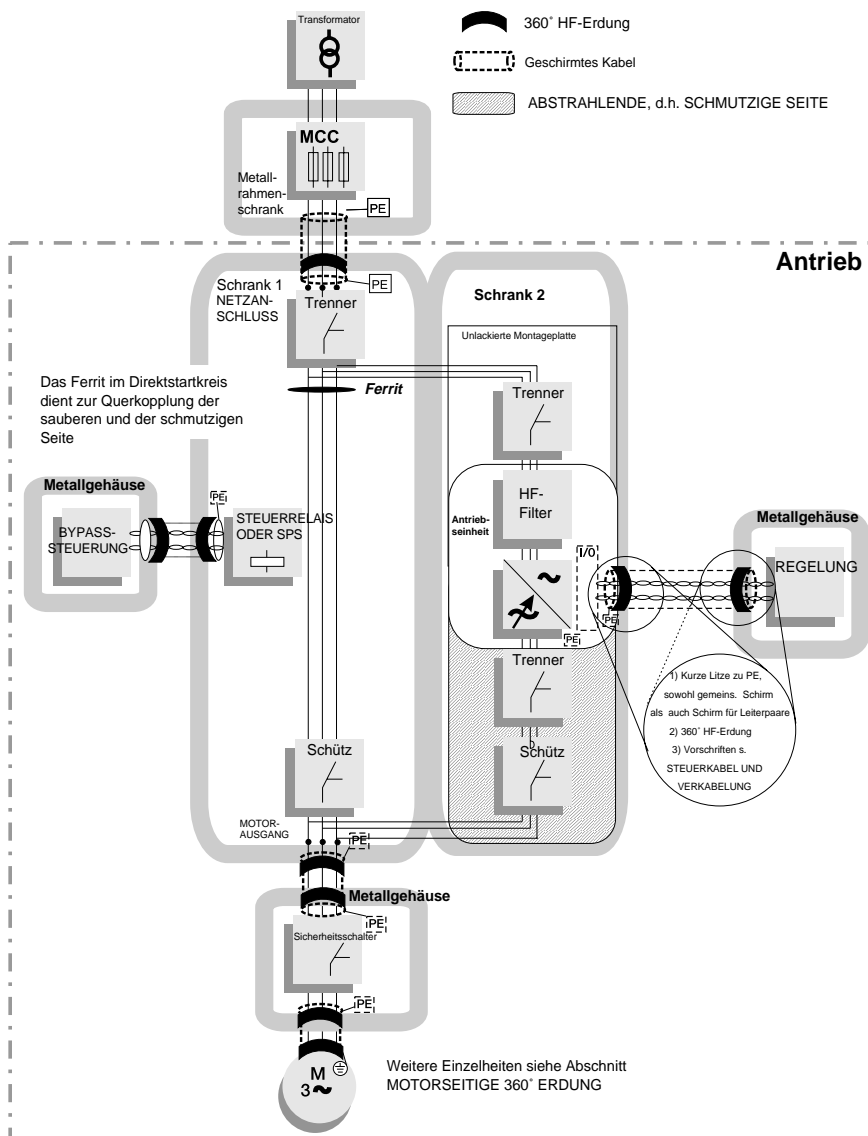 Transformator
360˚ HF-Erdung
Geschirmtes Kabel
ABSTRAHLENDE, d.h. SCHMUTZIGE SEITE
MCC
Metall-
rahmen-
schrank
PE
Antrieb
Schrank 1
NETZAN-
SCHLUSS
PE
Trenner
Schrank 2
Unlackierte Montageplatte
Das Ferrit im Direktstartkreis
dient zur Querkopplung der
sauberen und der schmutzigen
Seite
Ferrit
Trenner
Metallgehäuse
PE
BYPASS-
STEUERUNG
STEUERRELAIS
ODER SPS
HF-
Filter
Antrieb-
seinheit
I/O
PE
PE
Metallgehäuse
REGELUNG
Trenner
1) Kurze Litze zu PE,
sowohl gemeins. Schirm
als auch Schirm für Leiterpaare
2) 360˚ HF-Erdung
3) Vorschriften s.
STEUERKABEL UND
VERKABELUNG
Schütz
b
Schütz
MOTOR-
AUSGANG
PE
Metallgehäuse
PE
Sicherheitsschalter
PE
M
3
Weitere Einzelheiten siehe Abschnitt
MOTORSEITIGE 360˚ ERDUNG